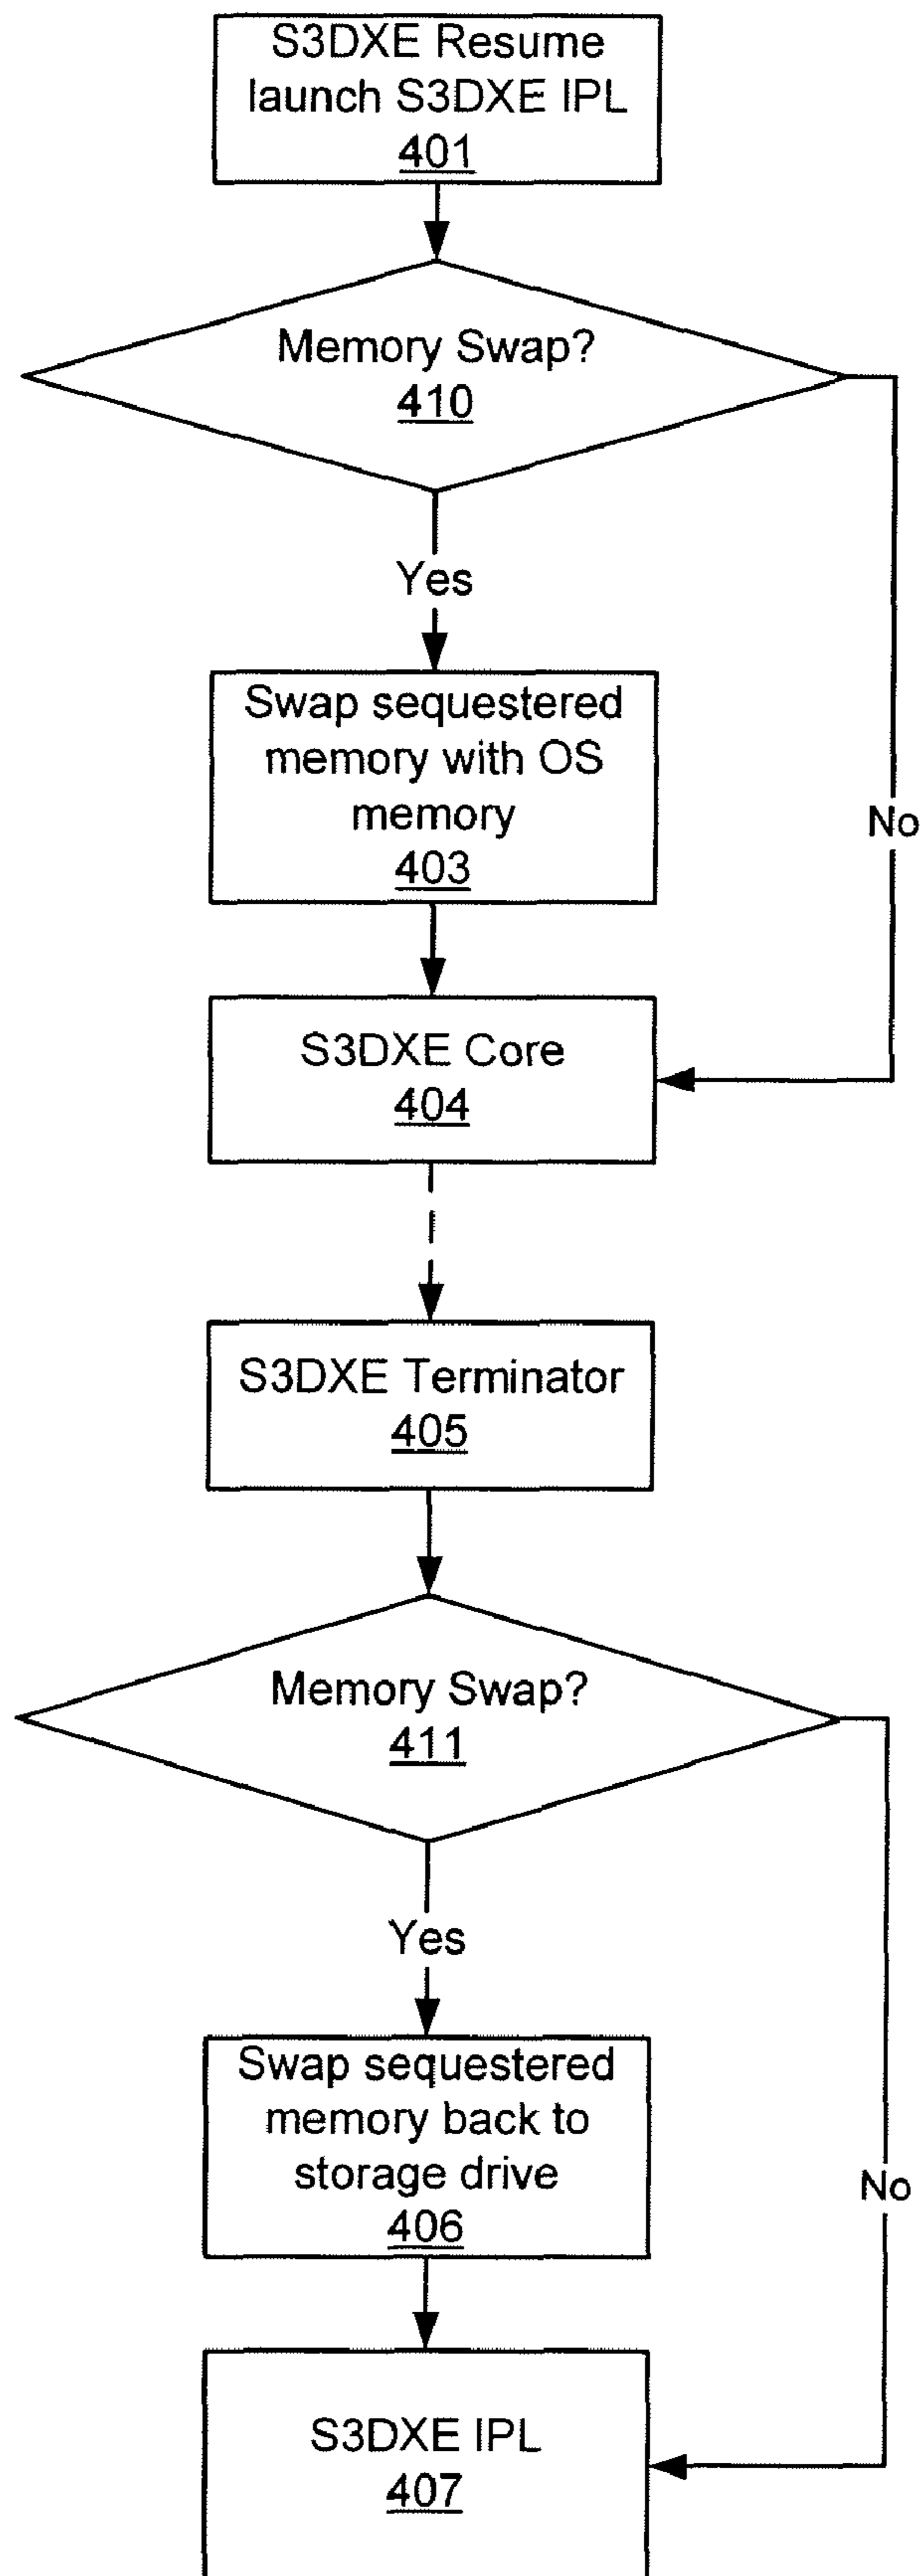 S3DXE Resume
launch S3DXE IPL
401
Memory Swap?
410
Yes
Swap sequestered
memory with OS
memory
403
No
S3DXE Core
404
S3DXE Terminator
405
Memory Swap?
411
Yes
Swap sequestered
memory back to
storage drive
406
No
S3DXE IPL
407